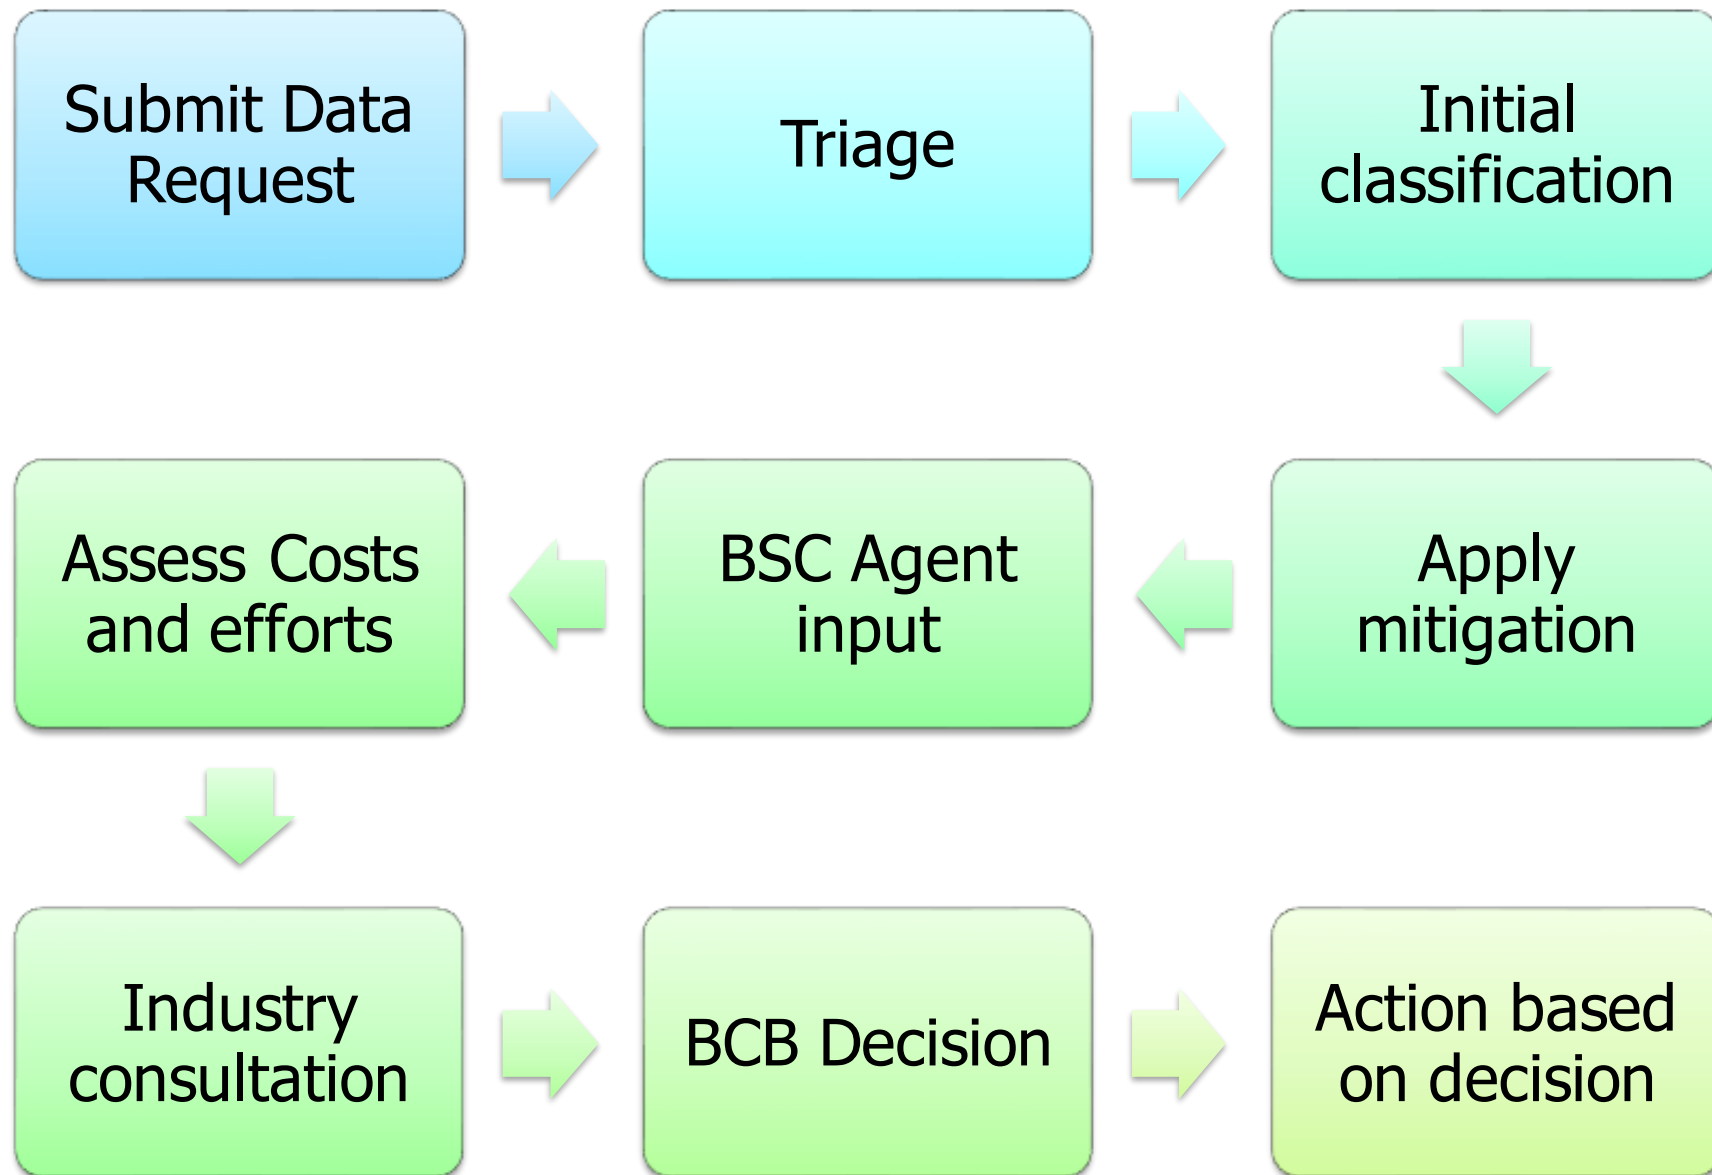 Submit Data
Request
Triage
Initial
classification
Apply
mitigation
BSC Agent
input
Assess Costs
and efforts
Industry
consultation
BCB Decision
Action based
on decision